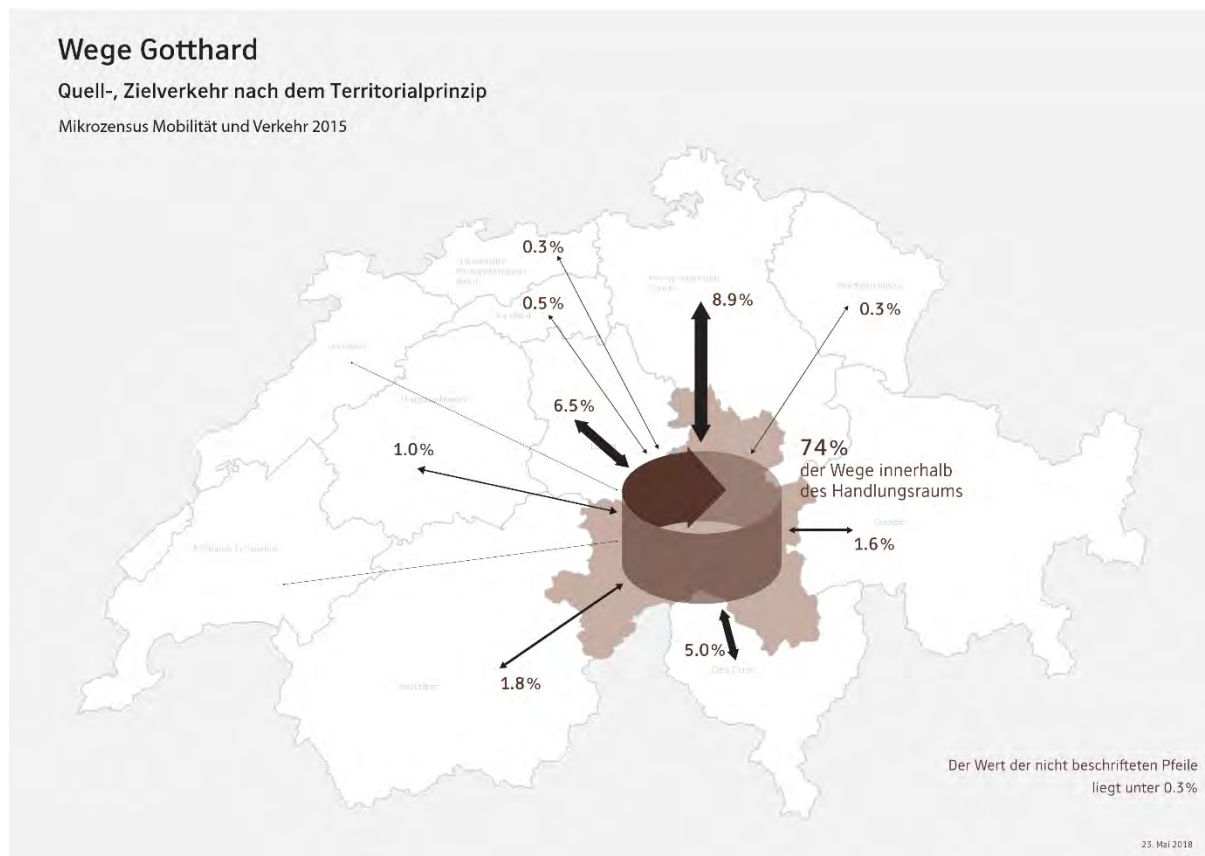 Wege Gotthard
Quell-, Zielverkehr nach dem Territorialprinzip
Mikrozensus Mobilität und Verkehr 2015
0.3%
0.5%
8.9%
0.3%
6.5%
1.0%
74%
der Wege innerhalb
des Handlungsraums
1.6%
5.0%
1.8%
Der Wert der nicht beschrifteten Pfeile
liegt unter 0.3%
23. Mai 2018